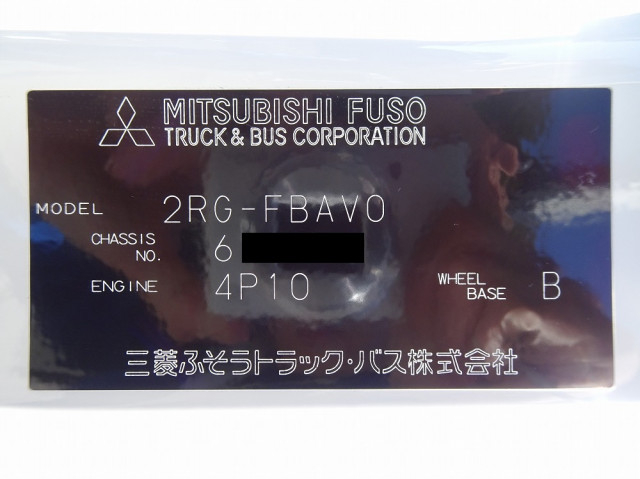 MITSUBISHI FUSO
TRUCK & BUS CORPORATION
MODEL 2RG-FBAV0
CHASSIS NO. 6
ENGINE 4P10 WHEEL BASE B
三菱ふそうトラック・バス株式会社